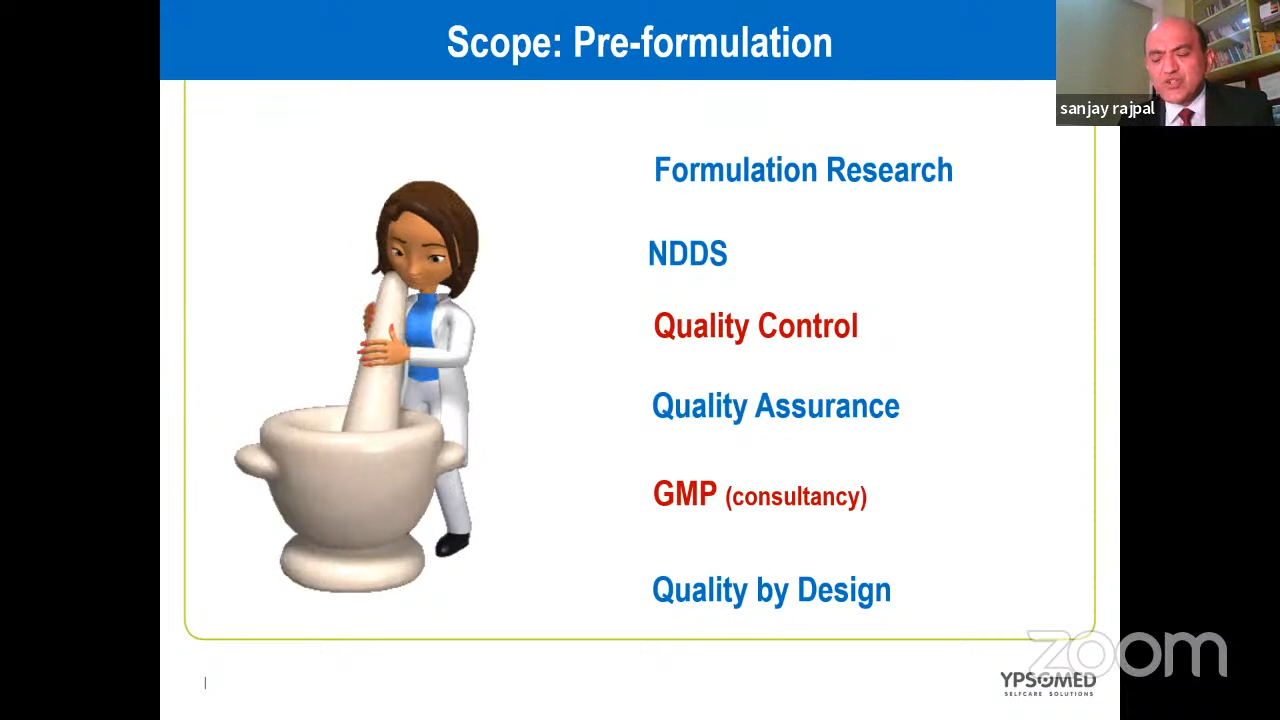 Scope: Pre-formulation
sanjay rajpal
Formulation Research
NDDS
Quality Control
Quality Assurance
GMP (consultancy)
Quality by Design
zoom
YPSOMED
SELFCARE SOLUTIONS